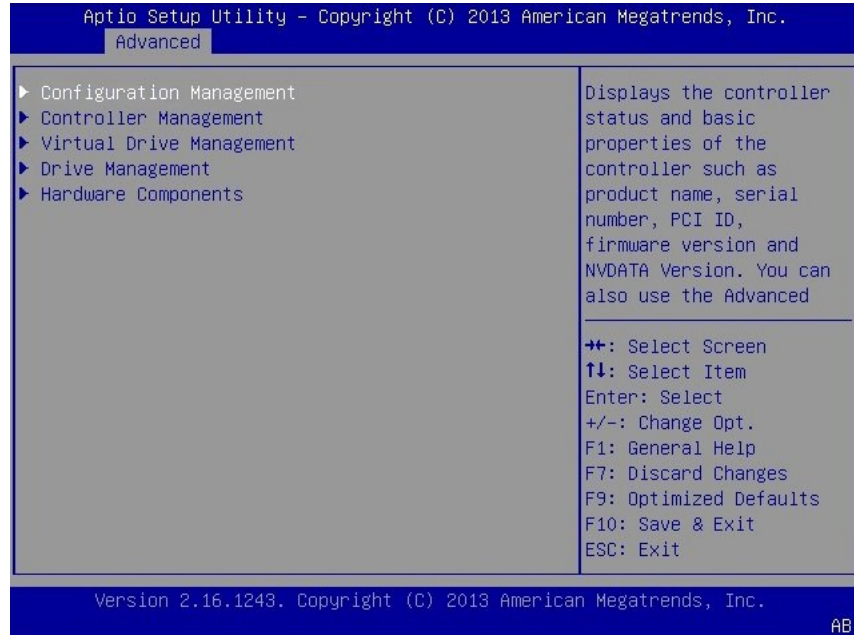 Aptio Setup Utility – Copyright (C) 2013 American Megatrends, Inc.
Advanced
▶ Configuration Management
▶ Controller Management
▶ Virtual Drive Management
▶ Drive Management
▶ Hardware Components
Displays the controller
status and basic
properties of the
controller such as
product name, serial
number, PCI ID,
firmware version and
NVDATA Version. You can
also use the Advanced
→←: Select Screen
↑↓: Select Item
Enter: Select
+/-: Change Opt.
F1: General Help
F7: Discard Changes
F9: Optimized Defaults
F10: Save & Exit
ESC: Exit
Version 2.16.1243. Copyright (C) 2013 American Megatrends, Inc.
AB